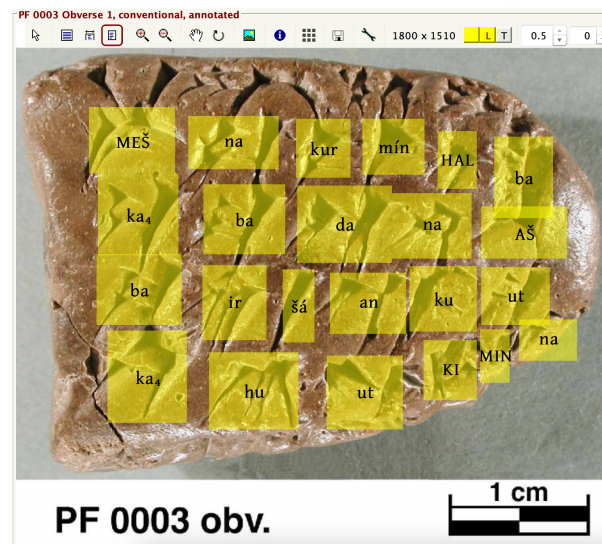 PF 0003 Obverse 1, conventional, annotated
1800 x 1510 L T 0.5 0
MEŠ na kur mín HAL ba
ka₄ ba da na AŠ
ba ir šá an ku ut na
ka₄ hu ut KI MIN
1 cm
PF 0003 obv.